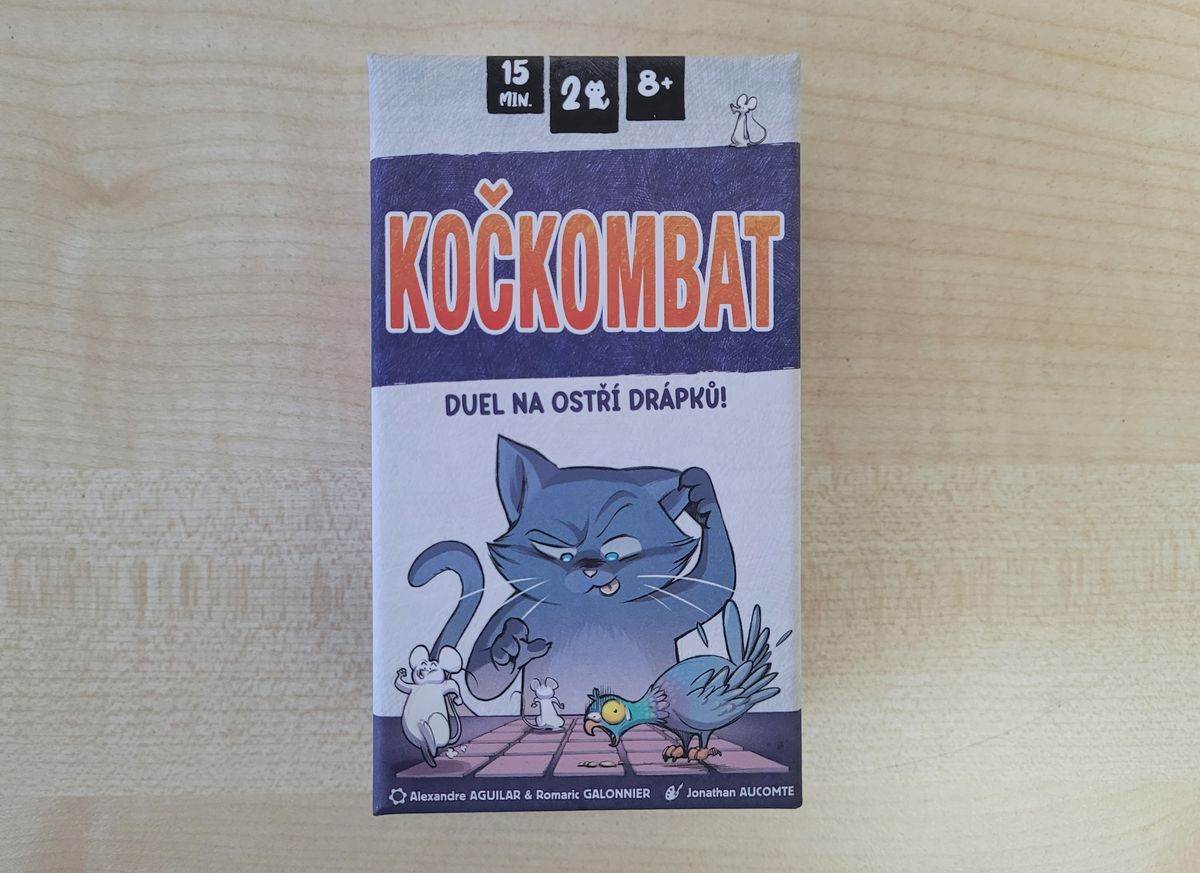 15 MIN.
2
8+
KOČKOMBAT
DUEL NA OSTŘÍ DRÁPKŮ!
Alexandre AGUILAR & Romaric GALONNIER Jonathan AUCOMTE